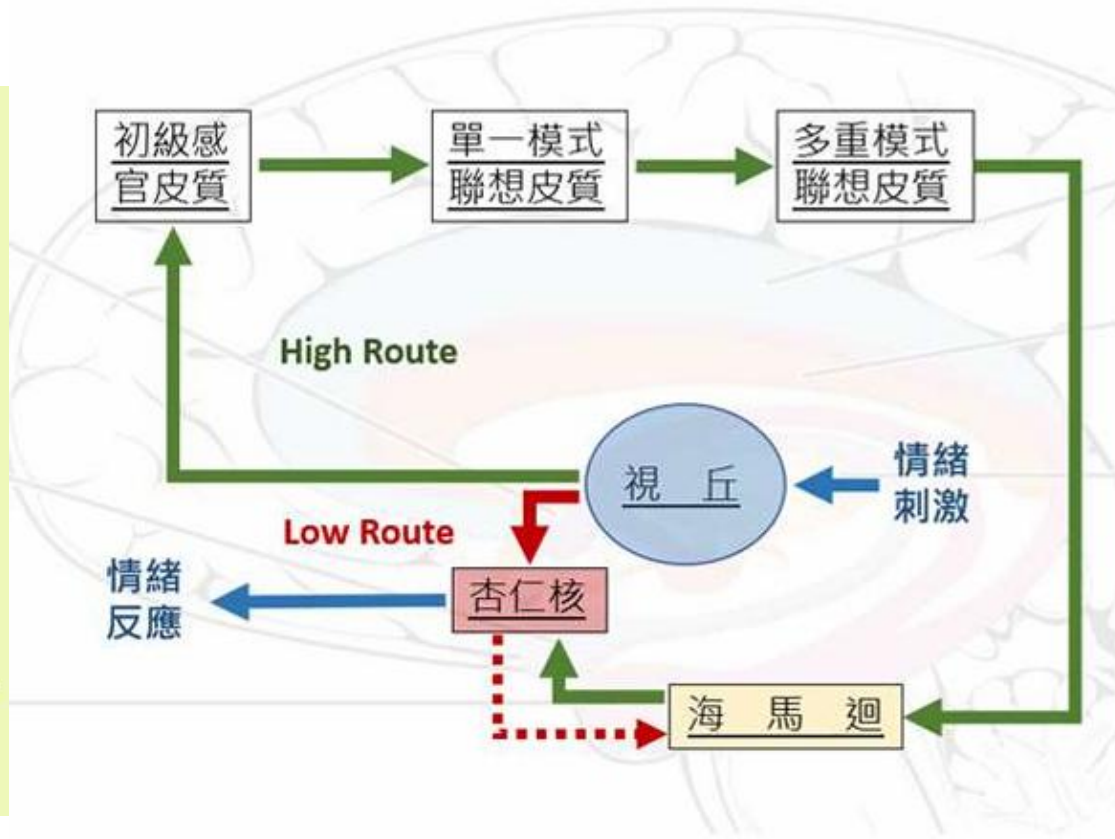 初級感
官皮質
單一模式
聯想皮質
多重模式
聯想皮質
High Route
視 丘
情緒
刺激
Low Route
杏仁核
情緒
反應
海 馬 迴